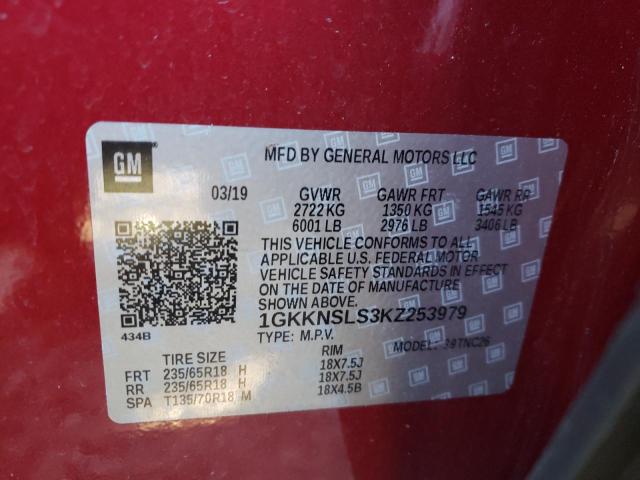 GM
MFD BY GENERAL MOTORS LLC
03/19 GVWR GAWR FRT GAWR RR
2722 KG 1350 KG 1545 KG
6001 LB 2976 LB 3406 LB
THIS VEHICLE CONFORMS TO ALL
APPLICABLE U.S. FEDERAL MOTOR
VEHICLE SAFETY STANDARDS IN EFFECT
ON THE DATE OF MANUFACTURE
SHOWN ABOVE.
1GKKNSLS3KZ253979
434B
TYPE: M.P.V. MODEL: 39TNC26
TIRE SIZE RIM
FRT 235/65R18 H 18X7.5J
RR 235/65R18 H 18X7.5J
SPA T135/70R18 M 18X4.5B